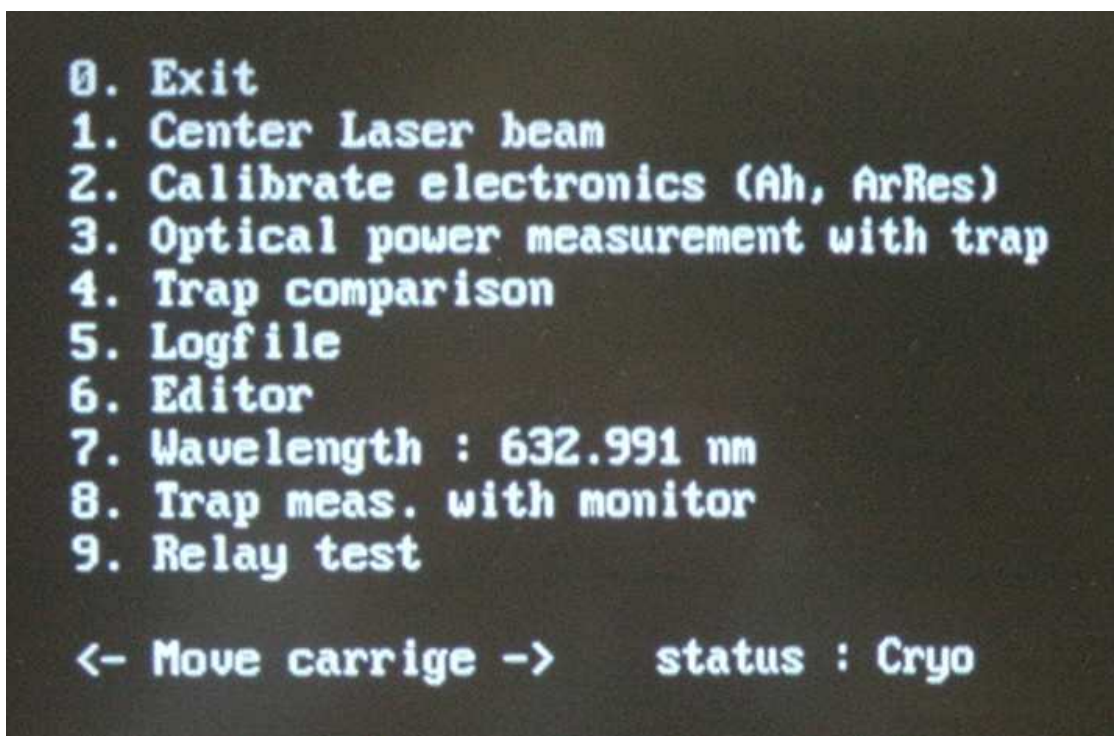 0. Exit
1. Center Laser beam
2. Calibrate electronics (Ah, ArRes)
3. Optical power measurement with trap
4. Trap comparison
5. Logfile
6. Editor
7. Wavelength : 632.991 nm
8. Trap meas. with monitor
9. Relay test
<- Move carrige -> status : Cryo